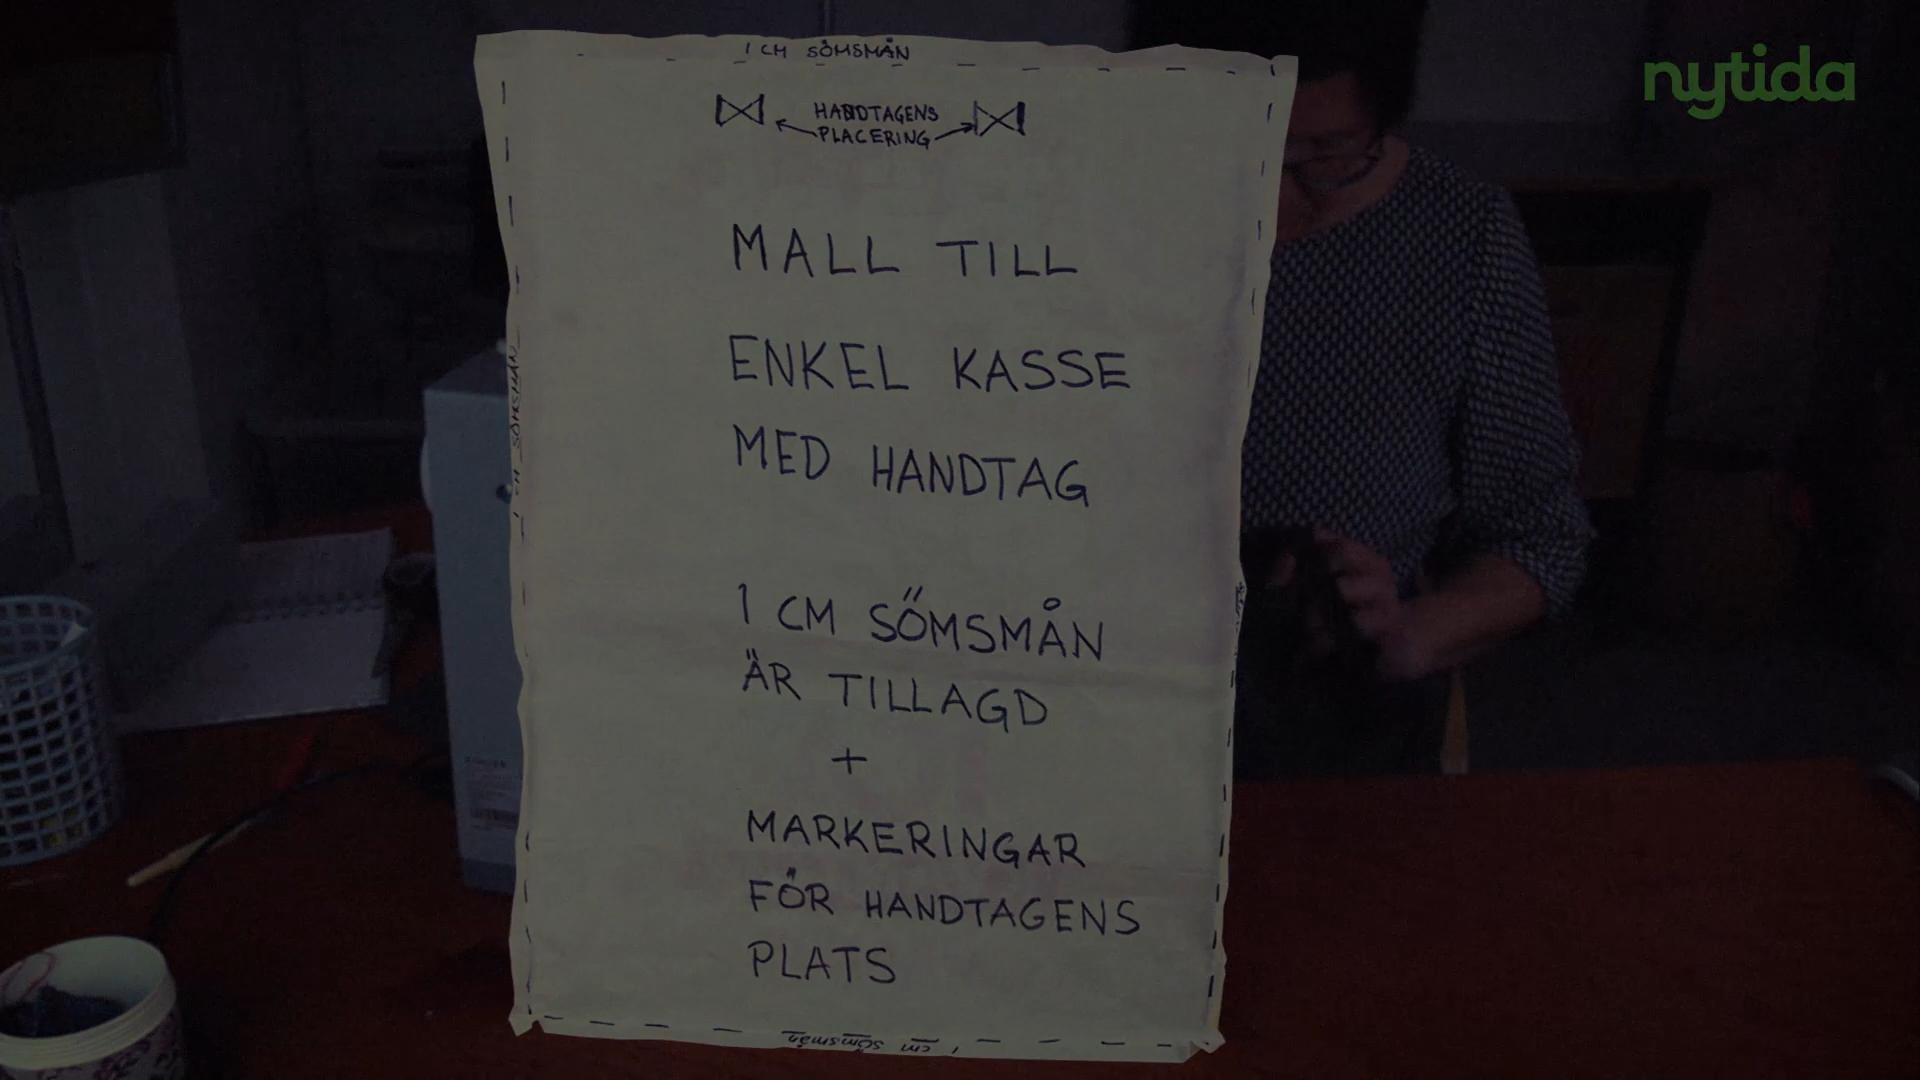 1 CM SÖMSMÅN
nytida
HANDTAGENS
PLACERING
MALL TILL
ENKEL KASSE
MED HANDTAG
1 CM SÖMSMÅN
1 CM SÖMSMÅN
ÄR TILLAGD
+
MARKERINGAR
FÖR HANDTAGENS
PLATS
1 cm sömsmån